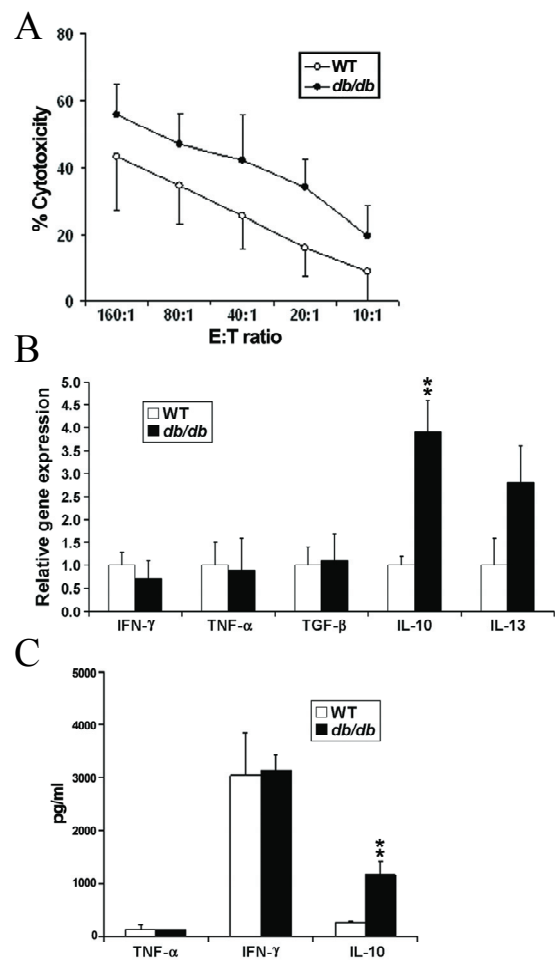 A
WT
db/db
60
40
20
0
% Cytotoxicity
160:1 80:1 40:1 20:1 10:1
E:T ratio
B
WT
db/db
5.0
4.5
4.0
3.5
3.0
2.5
2.0
1.5
1.0
0.5
0.0
Relative gene expression
**
IFN-γ TNF-α TGF-β IL-10 IL-13
C
WT
db/db
5000
4000
3000
2000
1000
0
pg/ml
**
TNF-α IFN-γ IL-10